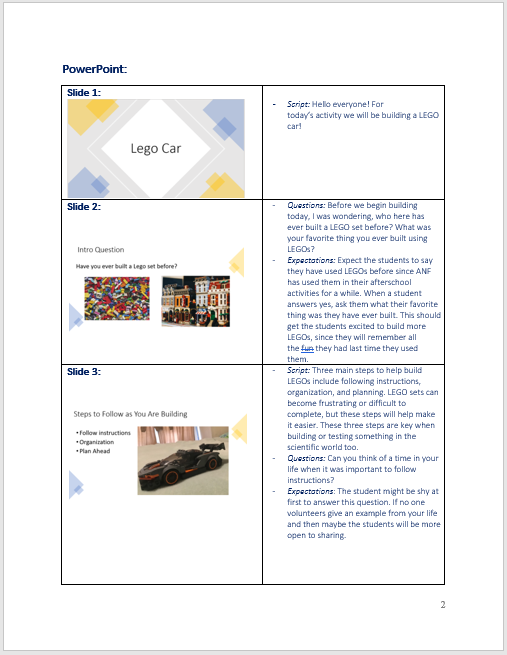 PowerPoint:
Slide 1:
Lego Car
- Script: Hello everyone! For
today's activity we will be building a LEGO
car!
Slide 2:
Intro Question
Have you ever built a Lego set before?
- Questions: Before we begin building
today, I was wondering, who here has
ever built a LEGO set before? What was
your favorite thing you ever built using
LEGOs?
- Expectations: Expect the students to say
they have used LEGOs before since ANF
has used them in their afterschool
activities for a while. When a student
answers yes, ask them what their favorite
thing was they have ever built. This should
get the students excited to build more
LEGOs, since they will remember all
the fun they had last time they used
them.
Slide 3:
Steps to Follow as You Are Building
• Follow instructions
• Organization
• Plan Ahead
- Script: Three main steps to help build
LEGOs include following instructions,
organization, and planning. LEGO sets can
become frustrating or difficult to
complete, but these steps will help make
it easier. These three steps are key when
building or testing something in the
scientific world too.
- Questions: Can you think of a time in your
life when it was important to follow
instructions?
- Expectations: The student might be shy at
first to answer this question. If no one
volunteers give an example from your life
and then maybe the students will be more
open to sharing.
2